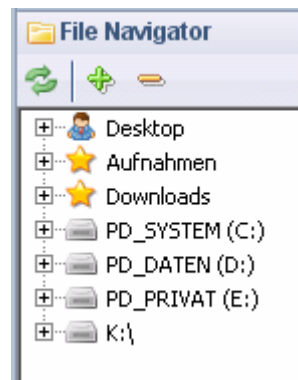 File Navigator
Desktop
Aufnahmen
Downloads
PD_SYSTEM (C:)
PD_DATEN (D:)
PD_PRIVAT (E:)
K:\